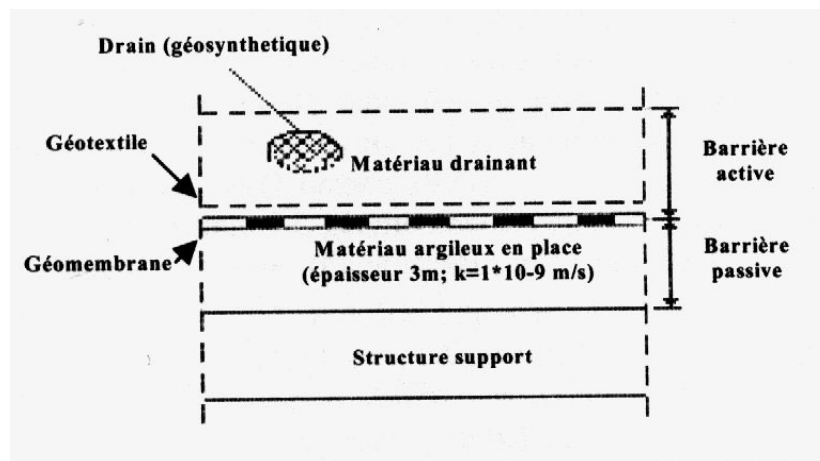 Drain (géosynthetique)
Géotextile
Matériau drainant
Barrière
active
Géomembrane
Matériau argileux en place
(épaisseur 3m; k=1*10-9 m/s)
Barrière
passive
Structure support